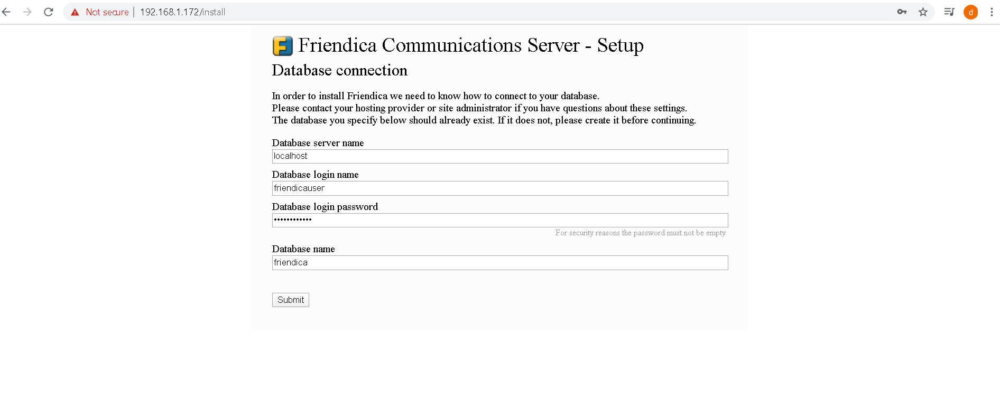 Not secure | 192.168.1.172/install
d
F Friendica Communications Server - Setup
Database connection
In order to install Friendica we need to know how to connect to your database.
Please contact your hosting provider or site administrator if you have questions about these settings.
The database you specify below should already exist. If it does not, please create it before continuing.
Database server name
localhost
Database login name
friendicauser
Database login password
••••••••••••
For security reasons the password must not be empty
Database name
friendica
Submit